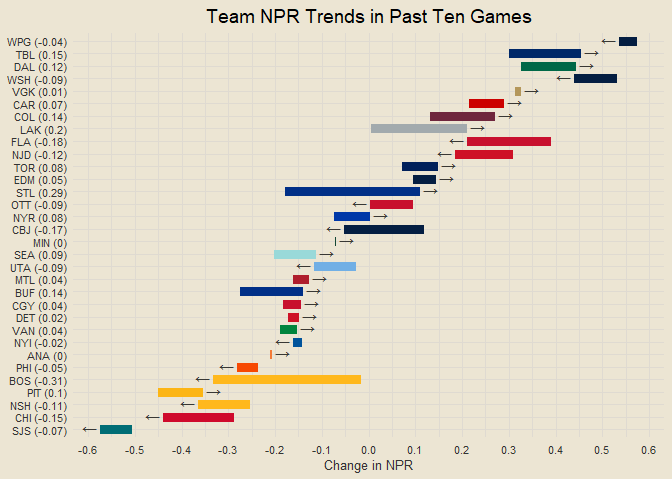 Team NPR Trends in Past Ten Games
WPG (-0.04)
TBL (0.15)
DAL (0.12)
WSH (-0.09)
VGK (0.01)
CAR (0.07)
COL (0.14)
LAK (0.2)
FLA (-0.18)
NJD (-0.12)
TOR (0.08)
EDM (0.05)
STL (0.29)
OTT (-0.09)
NYR (0.08)
CBJ (-0.17)
MIN (0)
SEA (0.09)
UTA (-0.09)
MTL (0.04)
BUF (0.14)
CGY (0.04)
DET (0.02)
VAN (0.04)
NYI (-0.02)
ANA (0)
PHI (-0.05)
BOS (-0.31)
PIT (0.1)
NSH (-0.11)
CHI (-0.15)
SJS (-0.07)
-0.6 -0.5 -0.4 -0.3 -0.2 -0.1 0.0 0.1 0.2 0.3 0.4 0.5 0.6
Change in NPR